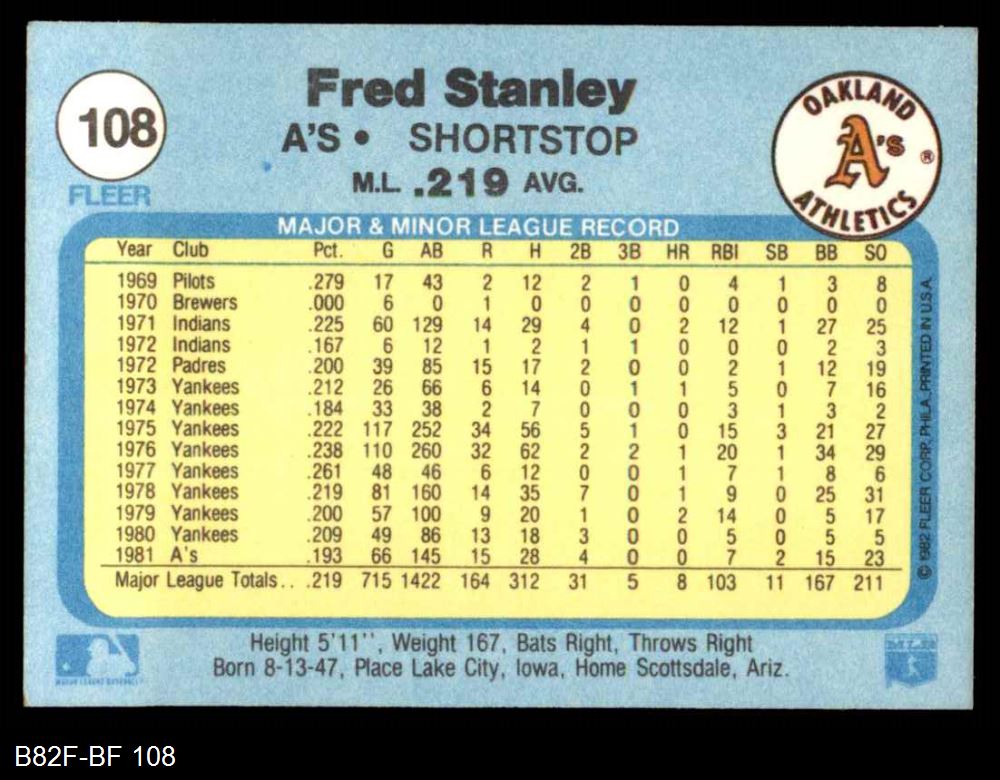 108
FLEER
Fred Stanley
A'S • SHORTSTOP
M.L. .219 AVG.
OAKLAND
A's ®
ATHLETICS
MAJOR & MINOR LEAGUE RECORD
Year Club Pct. G AB R H 2B 3B HR RBI SB BB SO
1969 Pilots .279 17 43 2 12 2 1 0 4 1 3 8
1970 Brewers .000 6 0 1 0 0 0 0 0 0 0 0
1971 Indians .225 60 129 14 29 4 0 2 12 1 27 25
1972 Indians .167 6 12 1 2 1 1 0 0 0 2 3
1972 Padres .200 39 85 15 17 2 0 0 2 1 12 19
1973 Yankees .212 26 66 6 14 0 1 1 5 0 7 16
1974 Yankees .184 33 38 2 7 0 0 0 3 1 3 2
1975 Yankees .222 117 252 34 56 5 1 0 15 3 21 27
1976 Yankees .238 110 260 32 62 2 2 1 20 1 34 29
1977 Yankees .261 48 46 6 12 0 0 1 7 1 8 6
1978 Yankees .219 81 160 14 35 7 0 1 9 0 25 31
1979 Yankees .200 57 100 9 20 1 0 2 14 0 5 17
1980 Yankees .209 49 86 13 18 3 0 0 5 0 5 5
1981 A's .193 66 145 15 28 4 0 0 7 2 15 23
Major League Totals.. .219 715 1422 164 312 31 5 8 103 11 167 211
© 1982 FLEER CORP. PHILA. PRINTED IN U.S.A.
Height 5'11'', Weight 167, Bats Right, Throws Right
Born 8-13-47, Place Lake City, Iowa, Home Scottsdale, Ariz.
MAJOR LEAGUE BASEBALL
B82F-BF 108